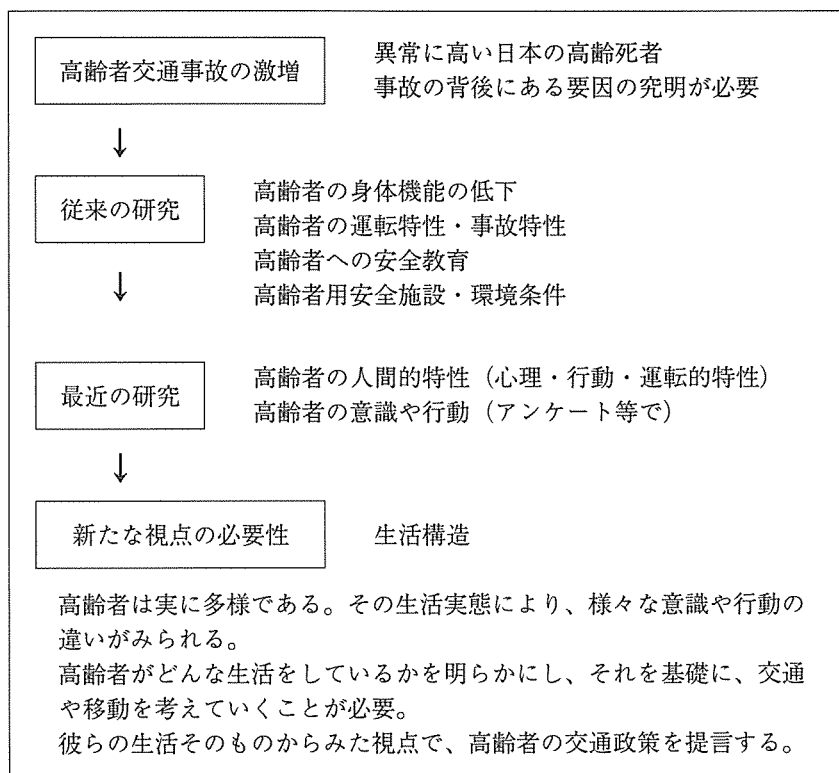 高齢者交通事故の激増
異常に高い日本の高齢死者
事故の背後にある要因の究明が必要
↓
従来の研究
高齢者の身体機能の低下
高齢者の運転特性・事故特性
高齢者への安全教育
高齢者用安全施設・環境条件
↓
最近の研究
高齢者の人間的特性（心理・行動・運転的特性）
高齢者の意識や行動（アンケート等で）
↓
新たな視点の必要性
生活構造
高齢者は実に多様である。その生活実態により、様々な意識や行動の
違いがみられる。
高齢者がどんな生活をしているかを明らかにし、それを基礎に、交通
や移動を考えていくことが必要。
彼らの生活そのものからみた視点で、高齢者の交通政策を提言する。